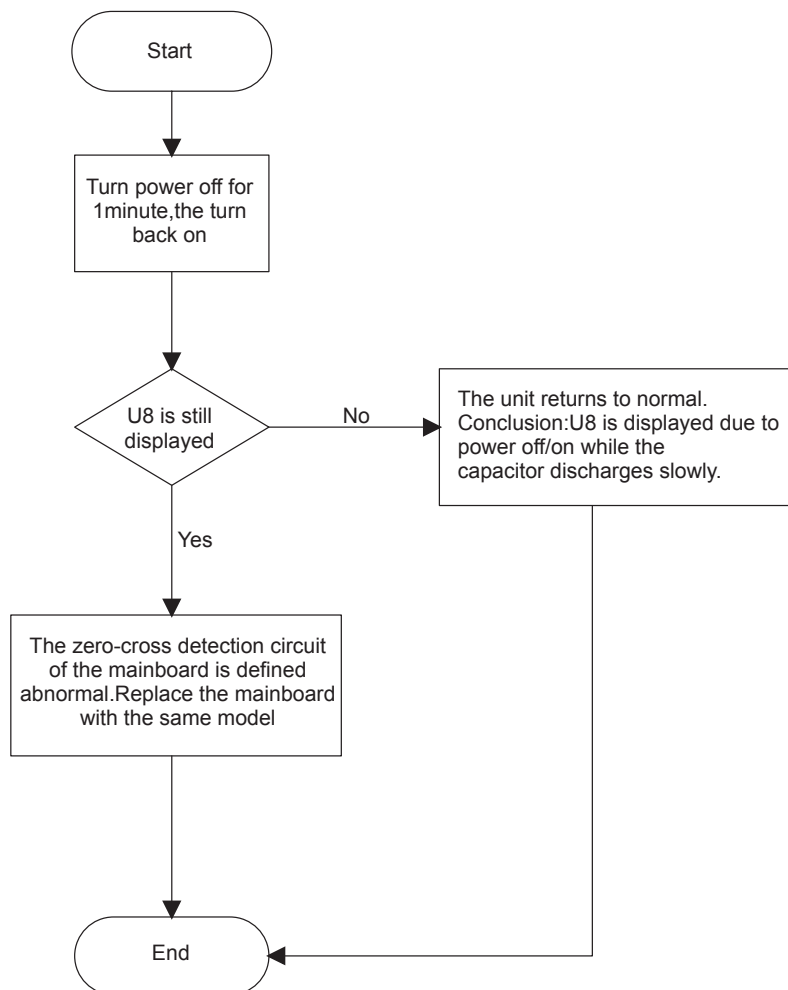 Start
Turn power off for
1minute,the turn
back on
U8 is still
displayed
No
The unit returns to normal.
Conclusion:U8 is displayed due to
power off/on while the
capacitor discharges slowly.
Yes
The zero-cross detection circuit
of the mainboard is defined
abnormal.Replace the mainboard
with the same model
End